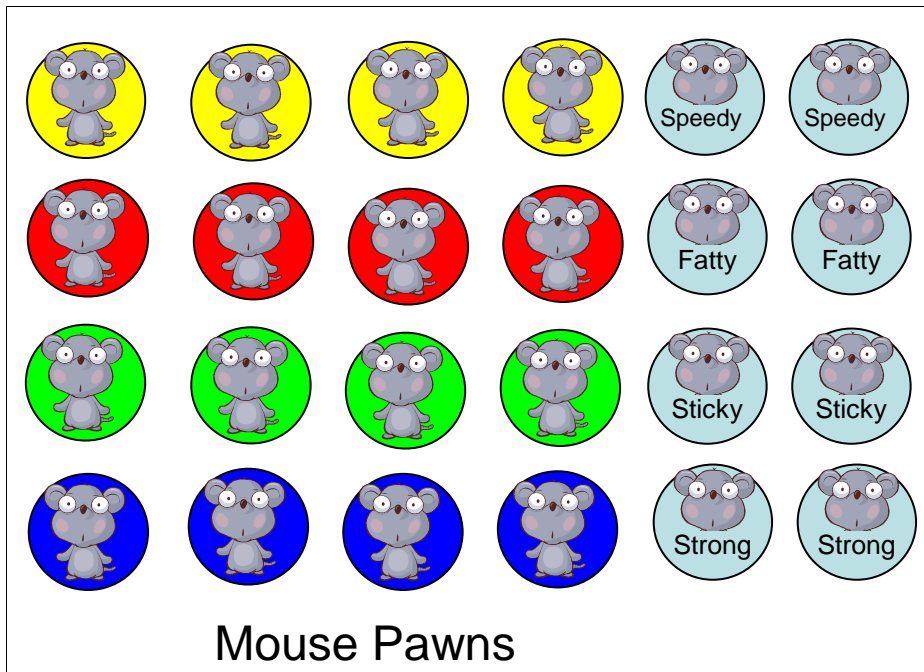 Speedy Speedy
Fatty Fatty
Sticky Sticky
Strong Strong
Mouse Pawns